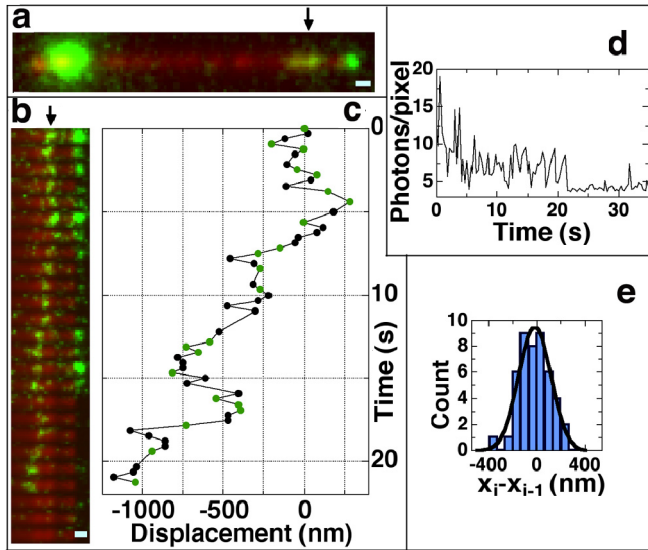 a
b
c
0
10
20
Time (s)
-1000 -500 0
Displacement (nm)
d
20
15
10
5
Photons/pixel
0 10 20 30
Time (s)
e
10
8
6
4
2
0
Count
-400 0 400
xi-xi-1 (nm)